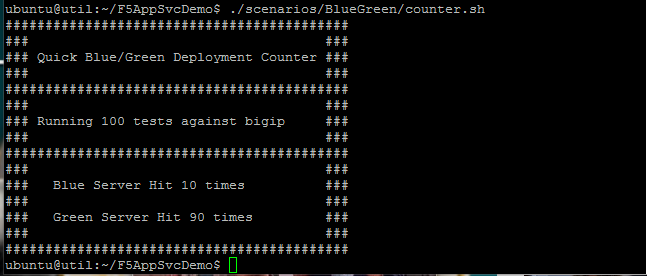 ubuntu@util:~/F5AppSvcDemo$ ./scenarios/BlueGreen/counter.sh
###########################################
###                                     ###
### Quick Blue/Green Deployment Counter ###
###                                     ###
###########################################
###                                     ###
### Running 100 tests against bigip     ###
###                                     ###
###########################################
###                                     ###
###   Blue Server Hit 10 times          ###
###                                     ###
###   Green Server Hit 90 times         ###
###                                     ###
###########################################
ubuntu@util:~/F5AppSvcDemo$